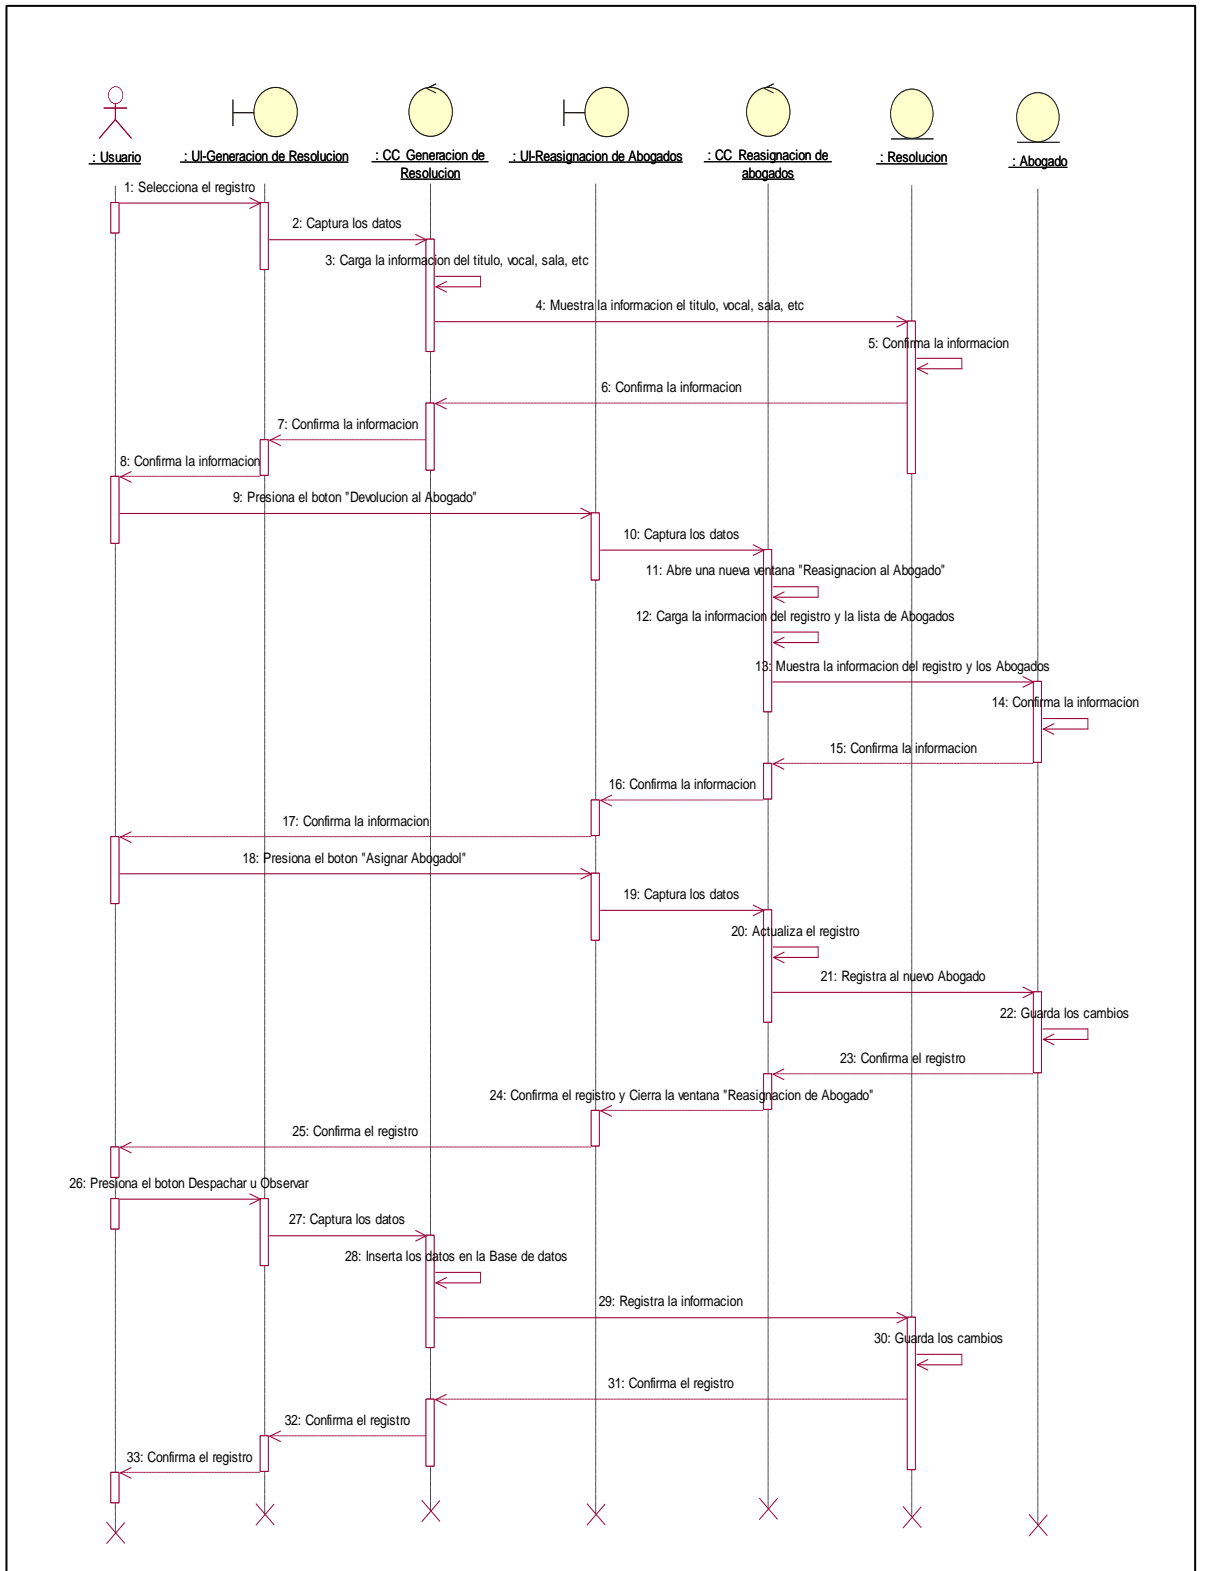 : Usuario
: UI-Generacion de Resolucion
: CC_Generacion de
Resolucion
: UI-Reasignacion de Abogados
: CC_Reasignacion de
abogados
: Resolucion
: Abogado
1: Selecciona el registro
2: Captura los datos
3: Carga la informacion del titulo, vocal, sala, etc
4: Muestra la informacion el titulo, vocal, sala, etc
5: Confirma la informacion
6: Confirma la informacion
7: Confirma la informacion
8: Confirma la informacion
9: Presiona el boton "Devolucion al Abogado"
10: Captura los datos
11: Abre una nueva ventana "Reasignacion al Abogado"
12: Carga la informacion del registro y la lista de Abogados
13: Muestra la informacion del registro y los Abogados
14: Confirma la informacion
15: Confirma la informacion
16: Confirma la informacion
17: Confirma la informacion
18: Presiona el boton "Asignar Abogadol"
19: Captura los datos
20: Actualiza el registro
21: Registra al nuevo Abogado
22: Guarda los cambios
23: Confirma el registro
24: Confirma el registro y Cierra la ventana "Reasignacion de Abogado"
25: Confirma el registro
26: Presiona el boton Despachar u Observar
27: Captura los datos
28: Inserta los datos en la Base de datos
29: Registra la informacion
30: Guarda los cambios
31: Confirma el registro
32: Confirma el registro
33: Confirma el registro